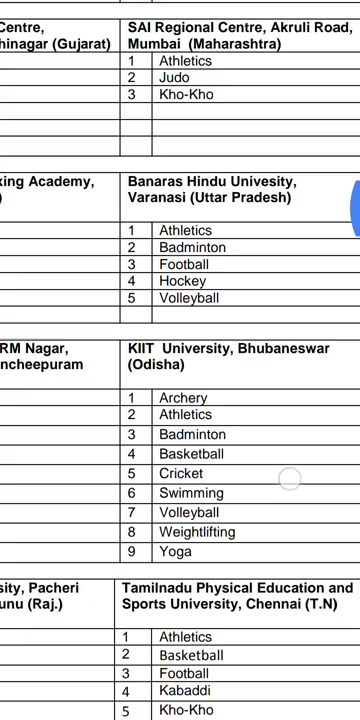 Centre,
hinagar (Gujarat)
SAI Regional Centre, Akruli Road,
Mumbai (Maharashtra)
1 Athletics
2 Judo
3 Kho-Kho
xing Academy,
)
Banaras Hindu Univesity,
Varanasi (Uttar Pradesh)
1 Athletics
2 Badminton
3 Football
4 Hockey
5 Volleyball
RM Nagar,
ncheepuram
KIIT University, Bhubaneswar
(Odisha)
1 Archery
2 Athletics
3 Badminton
4 Basketball
5 Cricket
6 Swimming
7 Volleyball
8 Weightlifting
9 Yoga
sity, Pacheri
unu (Raj.)
Tamilnadu Physical Education and
Sports University, Chennai (T.N)
1 Athletics
2 Basketball
3 Football
4 Kabaddi
5 Kho-Kho